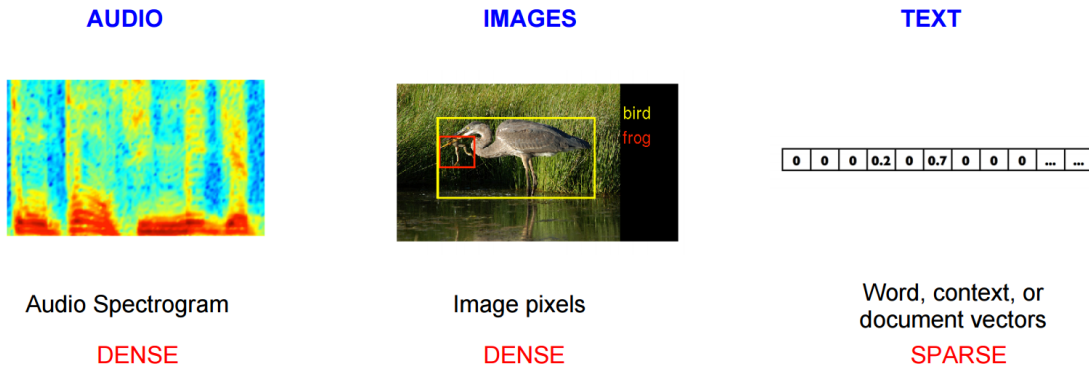 AUDIO
IMAGES
TEXT
bird
frog
0 0 0 0.2 0 0.7 0 0 0 ... ...
Audio Spectrogram
Image pixels
Word, context, or
document vectors
DENSE
DENSE
SPARSE